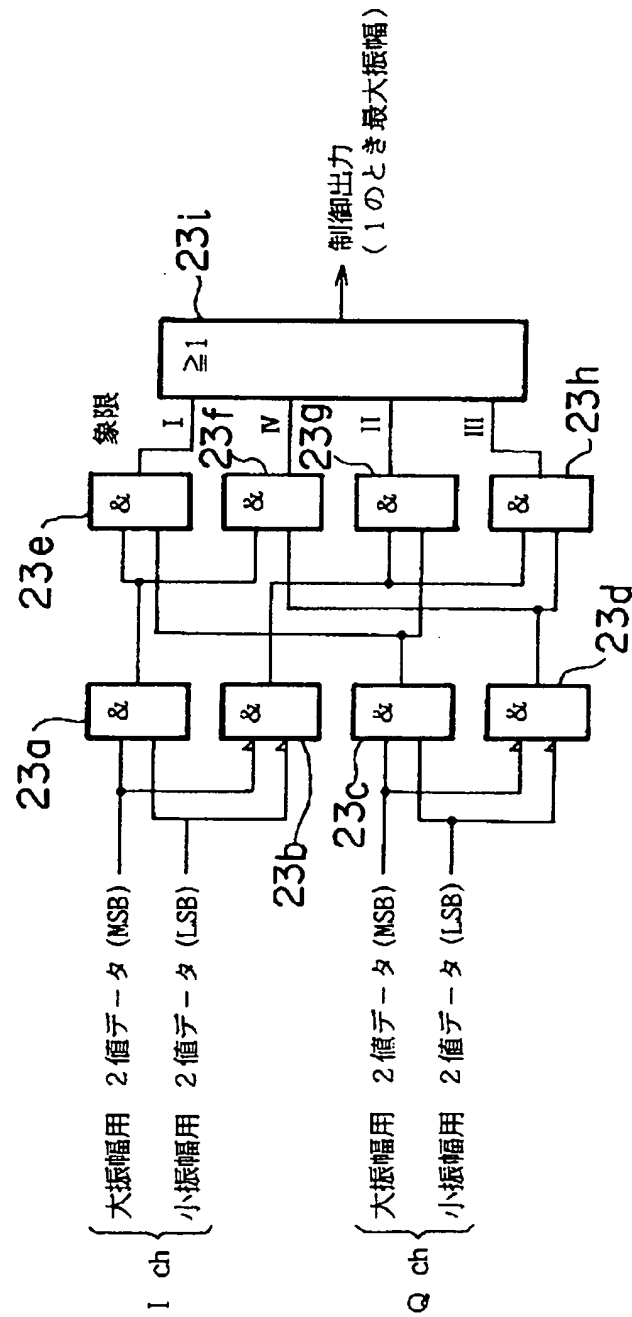 I ch
大振幅用 2値データ (MSB)
小振幅用 2値データ (LSB)
Q ch
大振幅用 2値データ (MSB)
小振幅用 2値データ (LSB)
23a
&
23b
&
23c
&
23d
&
23e
&
23f
&
23g
&
23h
&
象限
I
IV
II
III
23i
≧1
制御出力
(1のとき最大振幅)